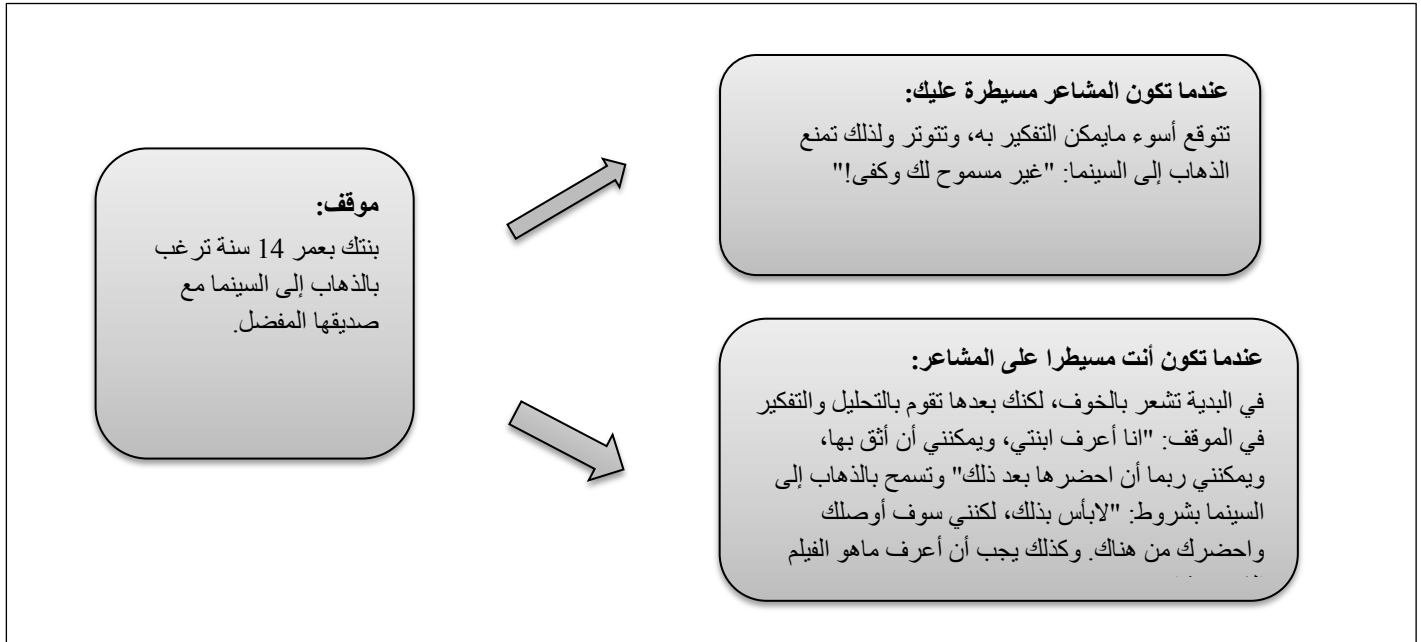 موقف:
بنتك بعمر 14 سنة ترغب
بالذهاب إلى السينما مع
صديقها المفضل.
عندما تكون المشاعر مسيطرة عليك:
تتوقع أسوء مايمكن التفكير به، وتتوتر ولذلك تمنع
الذهاب إلى السينما: "غير مسموح لك وكفى!"
عندما تكون أنت مسيطرا على المشاعر:
في البدية تشعر بالخوف، لكنك بعدها تقوم بالتحليل والتفكير
في الموقف: "انا أعرف ابنتي، ويمكنني أن أثق بها،
ويمكنني ربما أن احضرها بعد ذلك" وتسمح بالذهاب إلى
السينما بشروط: "لابأس بذلك، لكنني سوف أوصلك
واحضرك من هناك. وكذلك يجب أن أعرف ماهو الفيلم